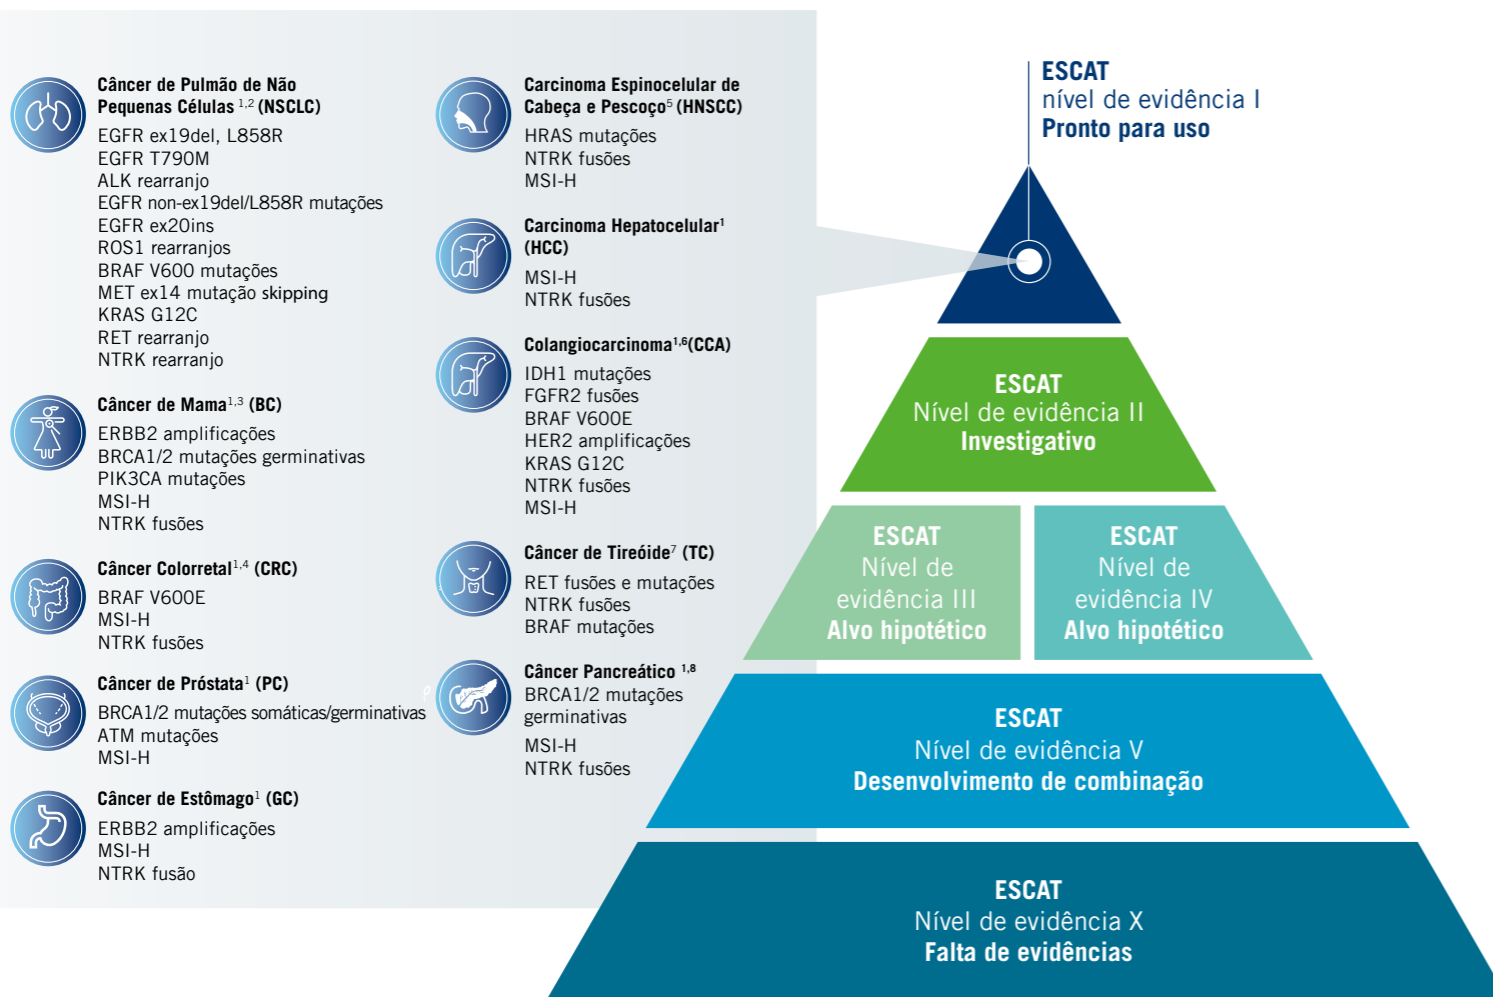 Câncer de Pulmão de Não
Pequenas Células 1,2 (NSCLC)
EGFR ex19del, L858R
EGFR T790M
ALK rearranjo
EGFR non-ex19del/L858R mutações
EGFR ex20ins
ROS1 rearranjos
BRAF V600 mutações
MET ex14 mutação skipping
KRAS G12C
RET rearranjo
NTRK rearranjo
Câncer de Mama1,3 (BC)
ERBB2 amplificações
BRCA1/2 mutações germinativas
PIK3CA mutações
MSI-H
NTRK fusões
Câncer Colorretal1,4 (CRC)
BRAF V600E
MSI-H
NTRK fusões
Câncer de Próstata1 (PC)
BRCA1/2 mutações somáticas/germinativas
ATM mutações
MSI-H
Câncer de Estômago1 (GC)
ERBB2 amplificações
MSI-H
NTRK fusão
Carcinoma Espinocelular de
Cabeça e Pescoço5 (HNSCC)
HRAS mutações
NTRK fusões
MSI-H
Carcinoma Hepatocelular1
(HCC)
MSI-H
NTRK fusões
Colangiocarcinoma1,6(CCA)
IDH1 mutações
FGFR2 fusões
BRAF V600E
HER2 amplificações
KRAS G12C
NTRK fusões
MSI-H
Câncer de Tireóide7 (TC)
RET fusões e mutações
NTRK fusões
BRAF mutações
Câncer Pancreático 1,8
BRCA1/2 mutações
germinativas
MSI-H
NTRK fusões
ESCAT
nível de evidência I
Pronto para uso
ESCAT
Nível de evidência II
Investigativo
ESCAT
Nível de
evidência III
Alvo hipotético
ESCAT
Nível de
evidência IV
Alvo hipotético
ESCAT
Nível de evidência V
Desenvolvimento de combinação
ESCAT
Nível de evidência X
Falta de evidências